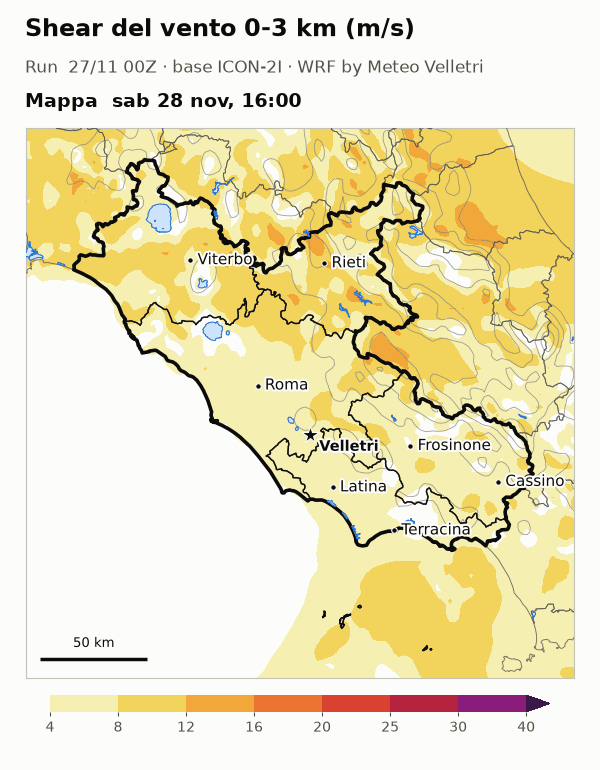 Shear del vento 0-3 km (m/s)
Run  27/11 00Z · base ICON-2I · WRF by Meteo Velletri
Mappa  sab 28 nov, 16:00
Viterbo
Rieti
Roma
Velletri
Frosinone
Cassino
Latina
Terracina
50 km
4 8 12 16 20 25 30 40